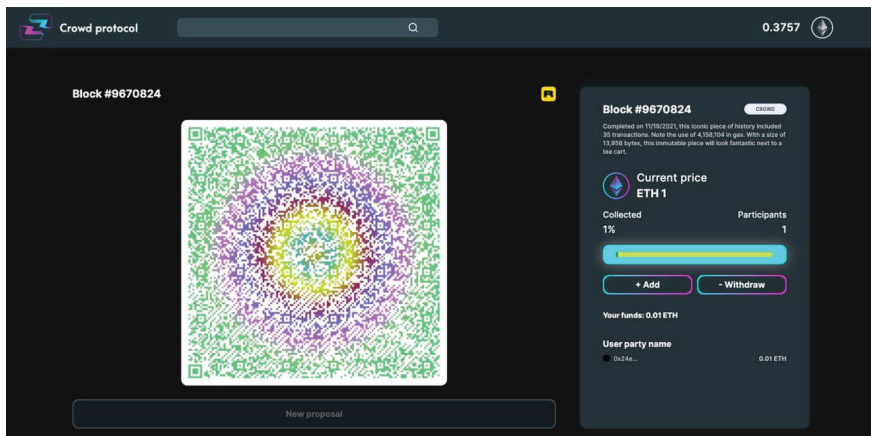 Crowd protocol
0.3757
Block #9670824
Block #9670824
CROWD
Completed on 11/19/2021, this iconic piece of history included
35 transactions. Note the use of 4,158,104 in gas. With a size of
13,958 bytes, this immutable piece will look fantastic next to a
tea cart.
Current price
ETH 1
Collected
Participants
1%
1
+ Add
- Withdraw
Your funds: 0.01 ETH
User party name
0x24e...
0.01 ETH
New proposal